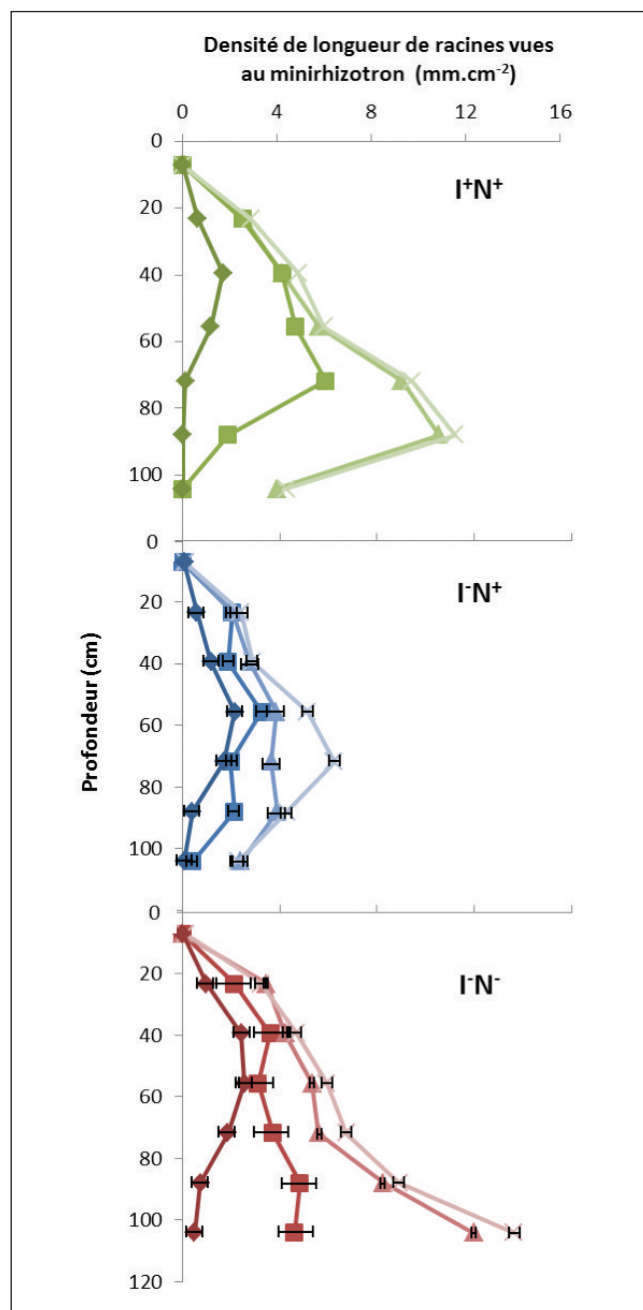 Densité de longueur de racines vues
au minirhizotron (mm.cm⁻²)
0 4 8 12 16
0
I⁺N⁺
20
40
60
80
100
0
I⁻N⁺
20
40
60
80
100
Profondeur (cm)
0
I⁻N⁻
20
40
60
80
100
120